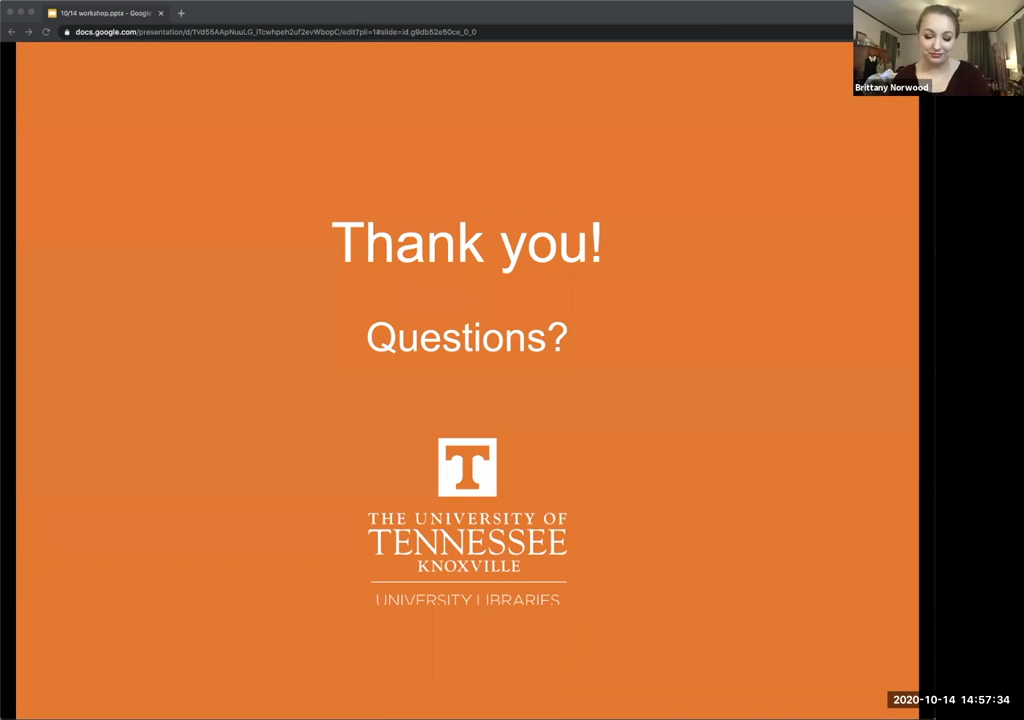 10/14 workshop.pptx - Google
docs.google.com/presentation/d/1Vd55AApNuuLG_iTcwhpeh2uf2evWbopC/edit?pli=1#slide=id.g9db52e50ce_0_0
Brittany Norwood
Thank you!
Questions?
T
THE UNIVERSITY OF
TENNESSEE
KNOXVILLE
UNIVERSITY LIBRARIES
2020-10-14 14:57:34